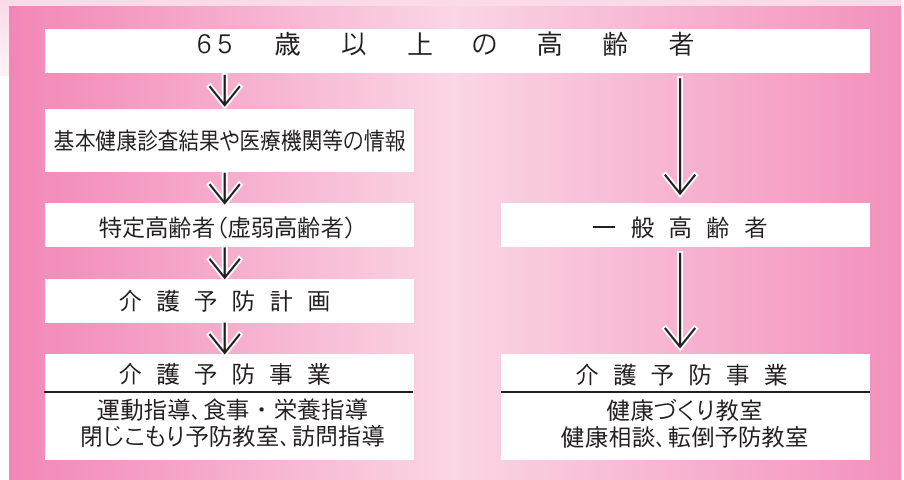 65歳以上の高齢者
基本健康診査結果や医療機関等の情報
特定高齢者(虚弱高齢者)
介護予防計画
介護予防事業
運動指導、食事・栄養指導
閉じこもり予防教室、訪問指導
一般高齢者
介護予防事業
健康づくり教室
健康相談、転倒予防教室